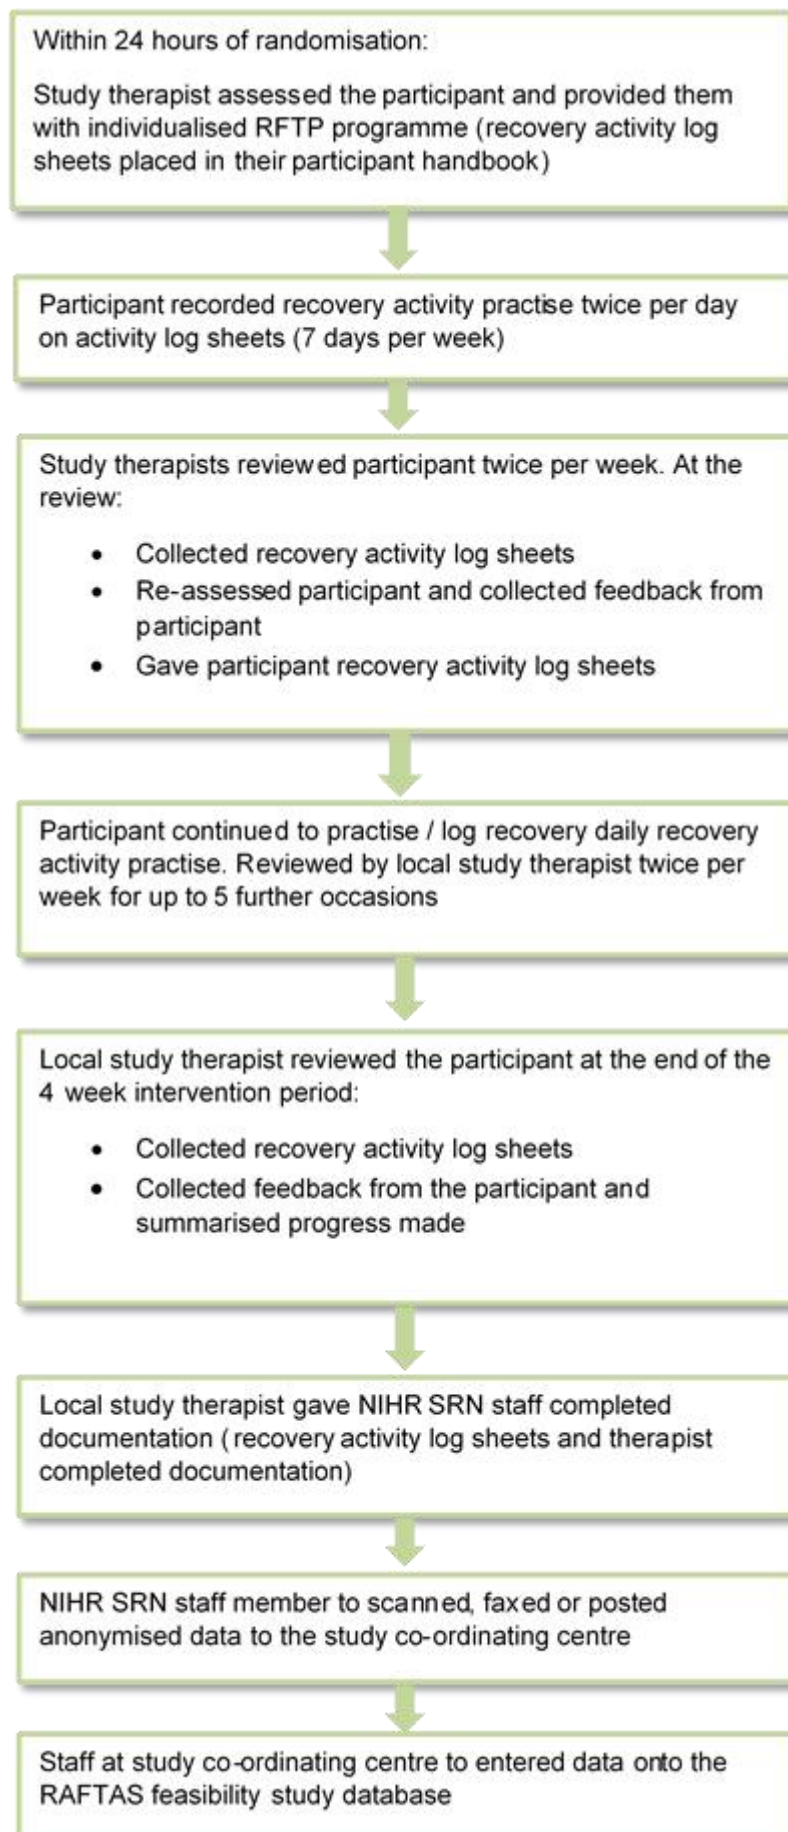 Within 24 hours of randomisation:
Study therapist assessed the participant and provided them
with individualised RFTP programme (recovery activity log
sheets placed in their participant handbook)
Participant recorded recovery activity practise twice per day
on activity log sheets (7 days per week)
Study therapists reviewed participant twice per week. At the
review:
• Collected recovery activity log sheets
• Re-assessed participant and collected feedback from
participant
• Gave participant recovery activity log sheets
Participant continued to practise / log recovery daily recovery
activity practise. Reviewed by local study therapist twice per
week for up to 5 further occasions
Local study therapist reviewed the participant at the end of the
4 week intervention period:
• Collected recovery activity log sheets
• Collected feedback from the participant and
summarised progress made
Local study therapist gave NIHR SRN staff completed
documentation ( recovery activity log sheets and therapist
completed documentation)
NIHR SRN staff member to scanned, faxed or posted
anonymised data to the study co-ordinating centre
Staff at study co-ordinating centre to entered data onto the
RAFTAS feasibility study database